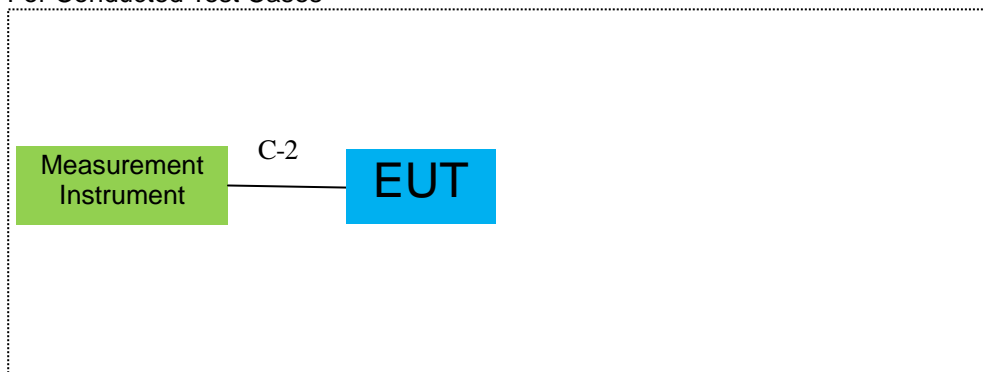 For Conducted Test Cases
C-2
Measurement
Instrument
EUT